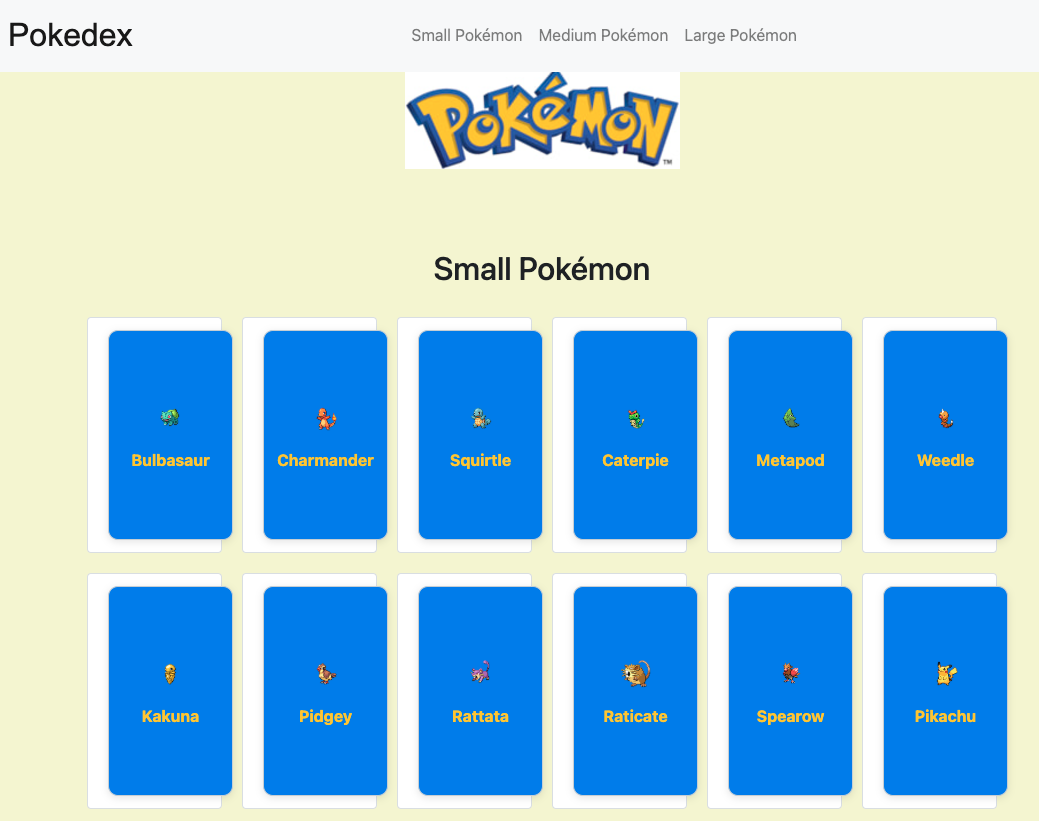 Pokedex
Small Pokémon Medium Pokémon Large Pokémon
Pokémon
TM
Small Pokémon
Bulbasaur Charmander Squirtle Caterpie Metapod Weedle
Kakuna Pidgey Rattata Raticate Spearow Pikachu